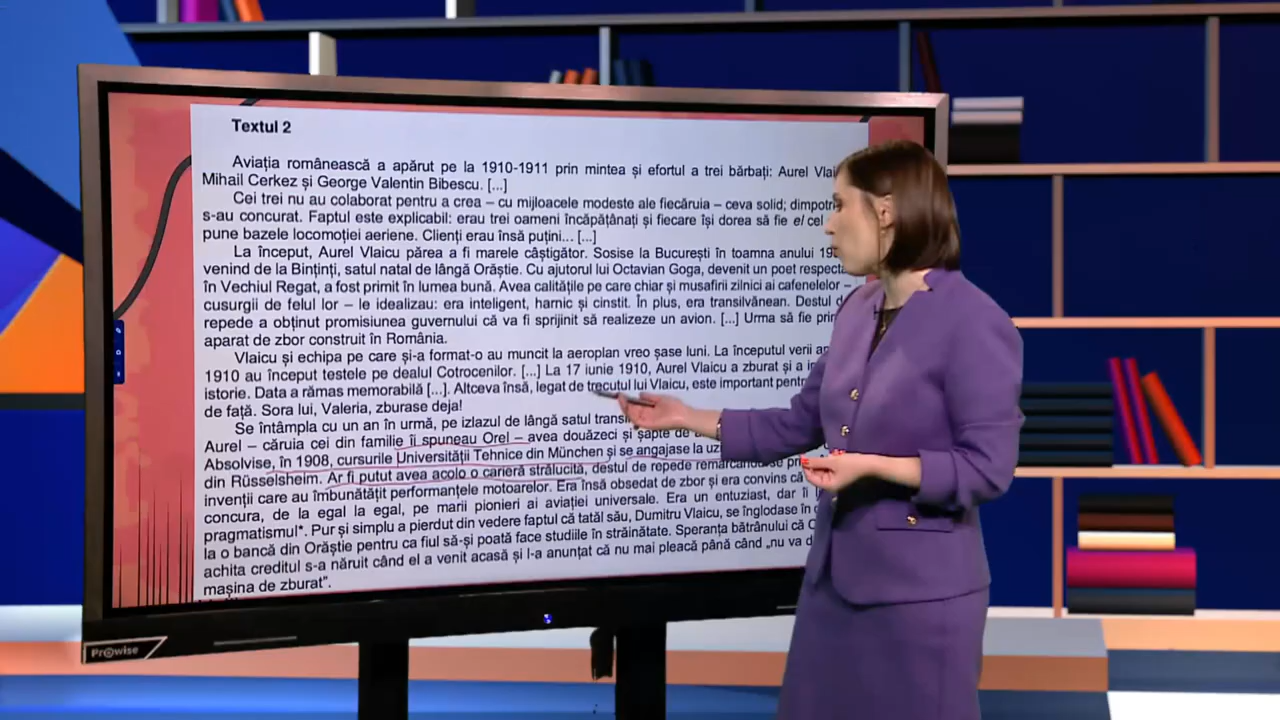 Textul 2
Aviația românească a apărut pe la 1910-1911 prin mintea și efortul a trei bărbați: Aurel
Mihail Cerkez și George Valentin Bibescu. [...]
Cei trei nu au colaborat pentru a crea – cu mijloacele modeste ale fiecăruia – ceva solid;
s-au concurat. Faptul este explicabil: erau trei oameni încăpățânați și fiecare își dorea să fie el cel
pune bazele locomoției aeriene. Clienți erau însă puțini... [...]
La început, Aurel Vlaicu părea a fi marele câștigător. Sosise la București în toamna anului
venind de la Binținți, satul natal de lângă Orăștie. Cu ajutorul lui Octavian Goga, devenit un poet
în Vechiul Regat, a fost primit în lumea bună. Avea calitățile pe care chiar și musafirii zilnici ai cafenelelor –
cusurgii de felul lor – le idealizau: era inteligent, harnic și cinstit. În plus, era transilvănean. Destul
repede a obținut promisiunea guvernului că va fi sprijinit să realizeze un avion. [...] Urma să fie
aparat de zbor construit în România.
Vlaicu și echipa pe care și-a format-o au muncit la aeroplan vreo șase luni. La începutul verii
1910 au început testele pe dealul Cotrocenilor. [...] La 17 iunie 1910, Aurel Vlaicu a zburat și a
istorie. Data a rămas memorabilă [...]. Altceva însă, legat de trecutul lui Vlaicu, este important
de față. Sora lui, Valeria, zburase deja!
Se întâmpla cu un an în urmă, pe izlazul de lângă satul
Aurel – căruia cei din familie îi spuneau Orel – avea douăzeci și șapte de
Absolvise, în 1908, cursurile Universității Tehnice din München și se angajase la
din Rüsselsheim. Ar fi putut avea acolo o carieră strălucită, destul de repede
invenții care au îmbunătățit performanțele motoarelor. Era însă obsedat de zbor și era convins că
concura, de la egal la egal, pe marii pionieri ai aviației universale. Era un entuziast, dar îi
pragmatismul*. Pur și simplu a pierdut din vedere faptul că tatăl său, Dumitru Vlaicu, se înglodase în
la o bancă din Orăștie pentru ca fiul să-și poată face studiile în străinătate. Speranța bătrânului că
achita creditul s-a năruit când el a venit acasă și l-a anunțat că nu mai pleacă până când „nu va
mașina de zburat”.
Prowise